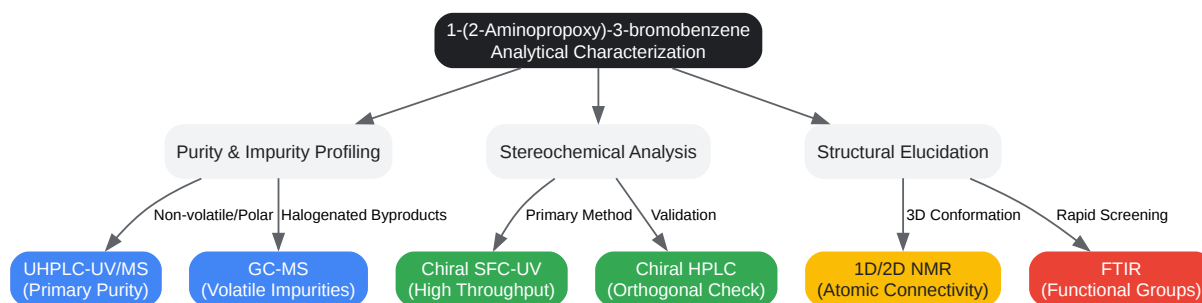 1-(2-Aminopropoxy)-3-bromobenzene
Analytical Characterization
Purity & Impurity Profiling
Stereochemical Analysis
Structural Elucidation
Non-volatile/Polar
Halogenated Byproducts
Primary Method
Validation
3D Conformation
Rapid Screening
UHPLC-UV/MS
(Primary Purity)
GC-MS
(Volatile Impurities)
Chiral SFC-UV
(High Throughput)
Chiral HPLC
(Orthogonal Check)
1D/2D NMR
(Atomic Connectivity)
FTIR
(Functional Groups)